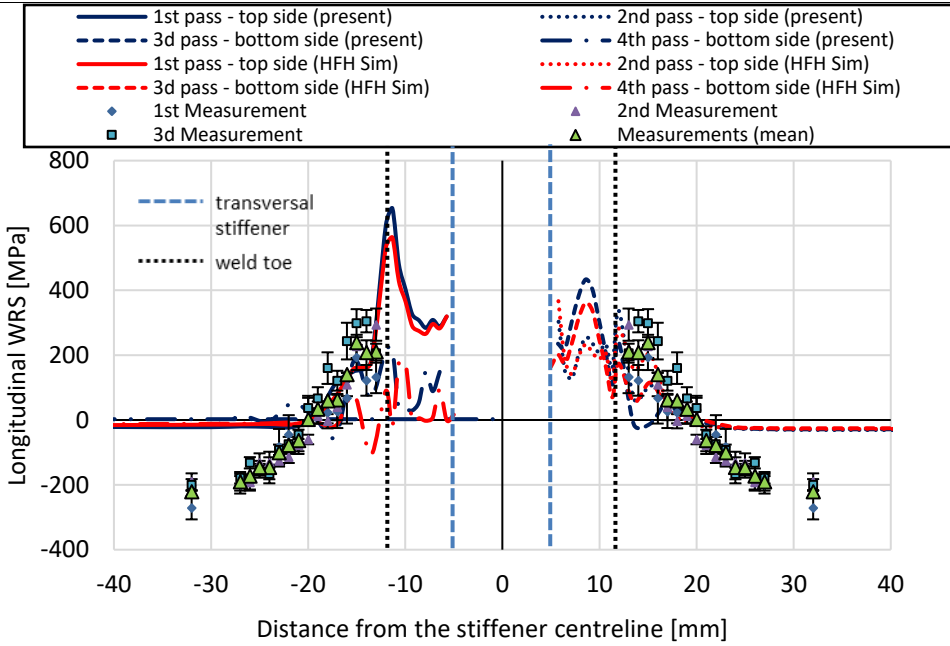 1st pass - top side (present)
2nd pass - top side (present)
3d pass - bottom side (present)
4th pass - bottom side (present)
1st pass - top side (HFH Sim)
2nd pass - top side (HFH Sim)
3d pass - bottom side (HFH Sim)
4th pass - bottom side (HFH Sim)
1st Measurement
2nd Measurement
3d Measurement
Measurements (mean)
800
600
400
200
0
-200
-400
Longitudinal WRS [MPa]
transversal
stiffener
weld toe
-40 -30 -20 -10 0 10 20 30 40
Distance from the stiffener centreline [mm]